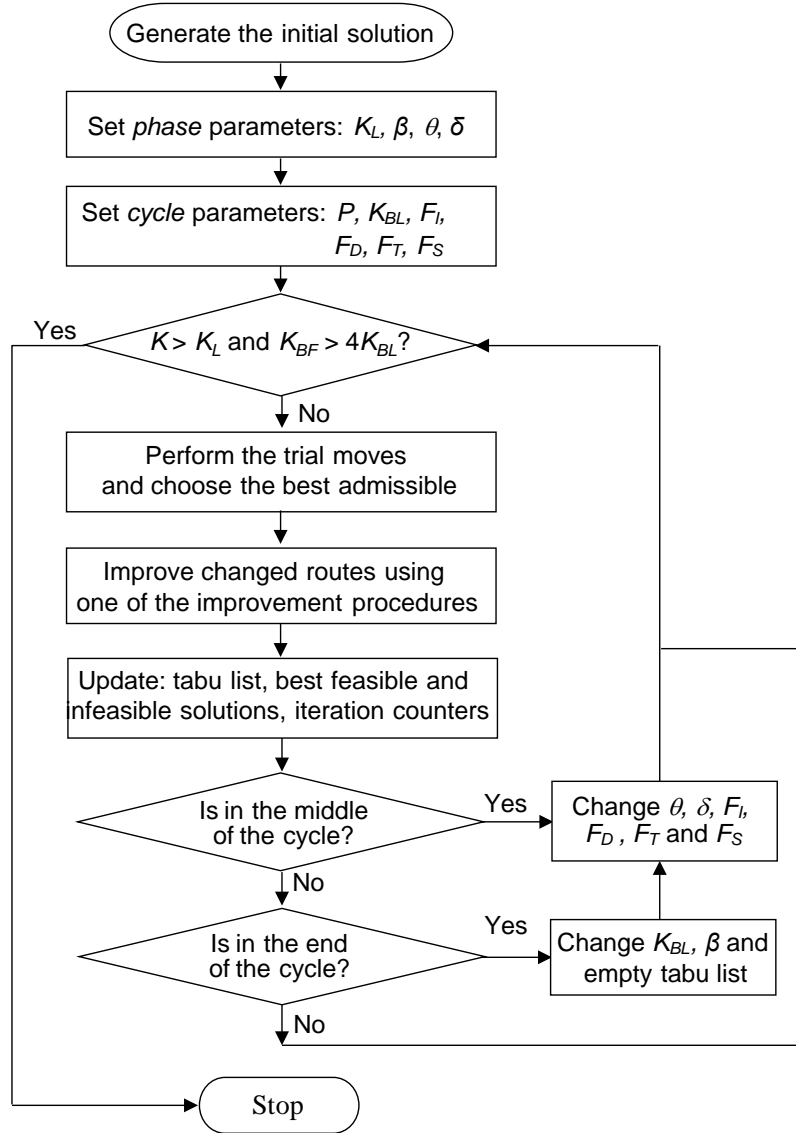 Generate the initial solution
Set phase parameters: K_L, β, θ, δ
Set cycle parameters: P, K_BL, F_I,
F_D, F_T, F_S
Yes
K > K_L and K_BF > 4K_BL?
No
Perform the trial moves
and choose the best admissible
Improve changed routes using
one of the improvement procedures
Update: tabu list, best feasible and
infeasible solutions, iteration counters
Is in the middle
of the cycle?
Yes
Change θ, δ, F_I,
F_D , F_T and F_S
No
Is in the end
of the cycle?
Yes
Change K_BL, β and
empty tabu list
No
Stop